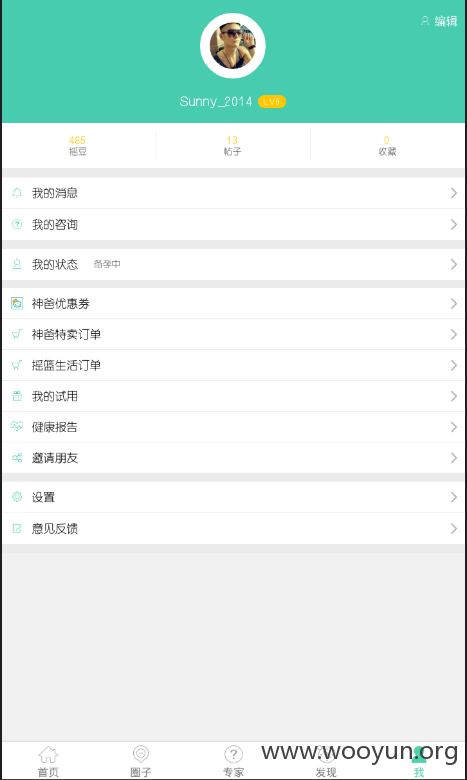 编辑
Sunny_2014 LV8
485 13 0
摇豆 帖子 收藏
我的消息
我的咨询
我的状态 备孕中
神爸优惠券
神爸特卖订单
摇篮生活订单
我的试用
健康报告
邀请朋友
设置
意见反馈
www.wooyun.org
首页 圈子 专家 发现 我